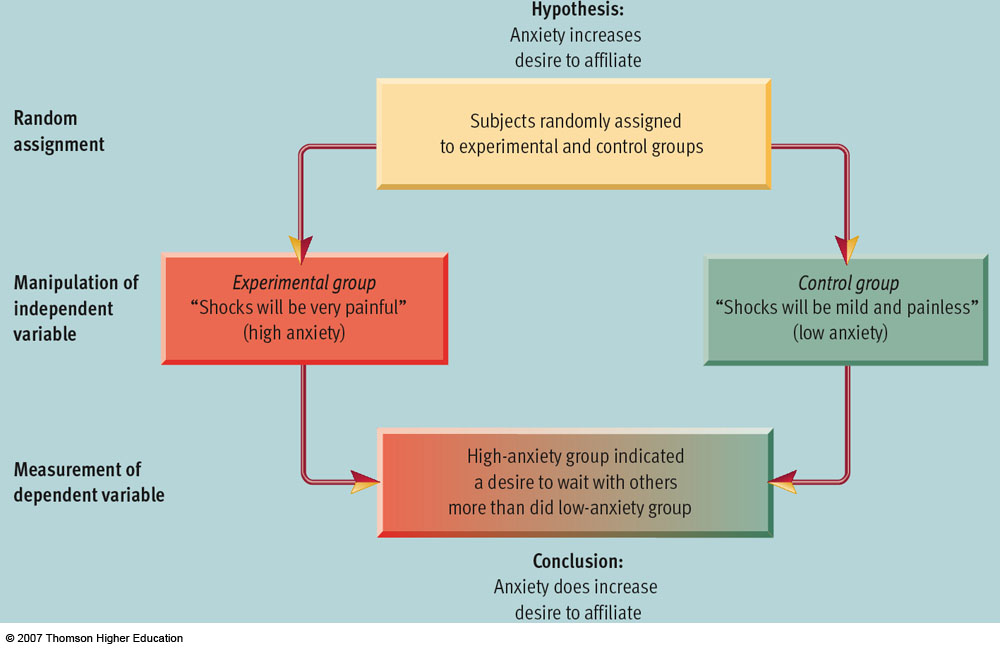 Hypothesis:
Anxiety increases
desire to affiliate
Random
assignment
Subjects randomly assigned
to experimental and control groups
Manipulation of
independent
variable
Experimental group
“Shocks will be very painful”
(high anxiety)
Control group
“Shocks will be mild and painless”
(low anxiety)
Measurement of
dependent variable
High-anxiety group indicated
a desire to wait with others
more than did low-anxiety group
Conclusion:
Anxiety does increase
desire to affiliate
© 2007 Thomson Higher Education